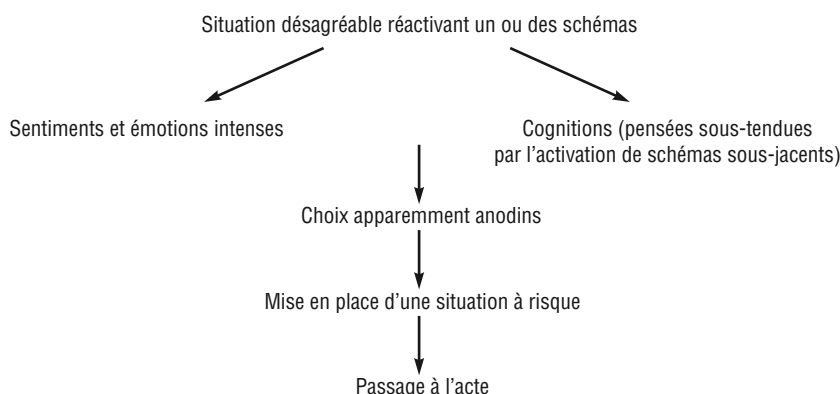 Situation désagréable réactivant un ou des schémas
Sentiments et émotions intenses
Cognitions (pensées sous-tendues
par l’activation de schémas sous-jacents)
Choix apparemment anodins
Mise en place d’une situation à risque
Passage à l’acte